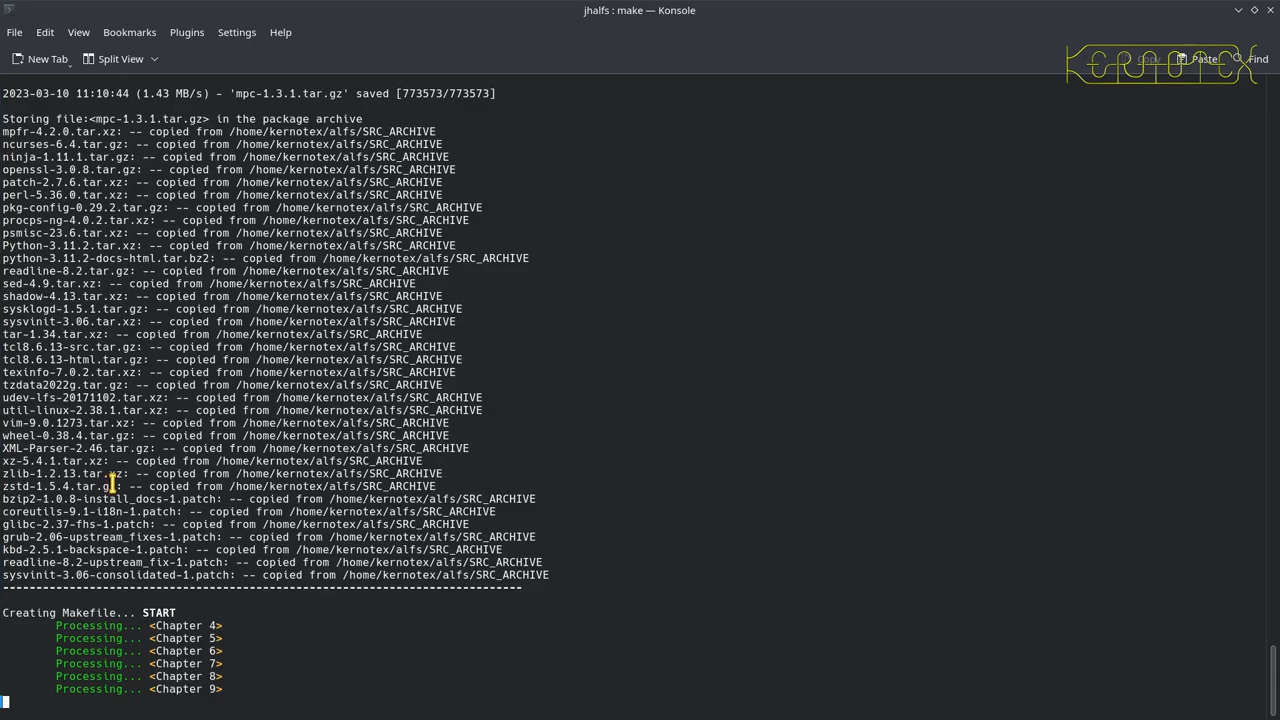 jhalfs : make — Konsole
File Edit View Bookmarks Plugins Settings Help
New Tab Split View Copy Paste Find
KERNOTEX
2023-03-10 11:10:44 (1.43 MB/s) - 'mpc-1.3.1.tar.gz' saved [773573/773573]
Storing file:<mpc-1.3.1.tar.gz> in the package archive
mpfr-4.2.0.tar.xz: -- copied from /home/kernotex/alfs/SRC_ARCHIVE
ncurses-6.4.tar.gz: -- copied from /home/kernotex/alfs/SRC_ARCHIVE
ninja-1.11.1.tar.gz: -- copied from /home/kernotex/alfs/SRC_ARCHIVE
openssl-3.0.8.tar.gz: -- copied from /home/kernotex/alfs/SRC_ARCHIVE
patch-2.7.6.tar.xz: -- copied from /home/kernotex/alfs/SRC_ARCHIVE
perl-5.36.0.tar.xz: -- copied from /home/kernotex/alfs/SRC_ARCHIVE
pkg-config-0.29.2.tar.gz: -- copied from /home/kernotex/alfs/SRC_ARCHIVE
procps-ng-4.0.2.tar.xz: -- copied from /home/kernotex/alfs/SRC_ARCHIVE
psmisc-23.6.tar.xz: -- copied from /home/kernotex/alfs/SRC_ARCHIVE
Python-3.11.2.tar.xz: -- copied from /home/kernotex/alfs/SRC_ARCHIVE
python-3.11.2-docs-html.tar.bz2: -- copied from /home/kernotex/alfs/SRC_ARCHIVE
readline-8.2.tar.gz: -- copied from /home/kernotex/alfs/SRC_ARCHIVE
sed-4.9.tar.xz: -- copied from /home/kernotex/alfs/SRC_ARCHIVE
shadow-4.13.tar.xz: -- copied from /home/kernotex/alfs/SRC_ARCHIVE
sysklogd-1.5.1.tar.gz: -- copied from /home/kernotex/alfs/SRC_ARCHIVE
sysvinit-3.06.tar.xz: -- copied from /home/kernotex/alfs/SRC_ARCHIVE
tar-1.34.tar.xz: -- copied from /home/kernotex/alfs/SRC_ARCHIVE
tcl8.6.13-src.tar.gz: -- copied from /home/kernotex/alfs/SRC_ARCHIVE
tcl8.6.13-html.tar.gz: -- copied from /home/kernotex/alfs/SRC_ARCHIVE
texinfo-7.0.2.tar.xz: -- copied from /home/kernotex/alfs/SRC_ARCHIVE
tzdata2022g.tar.gz: -- copied from /home/kernotex/alfs/SRC_ARCHIVE
udev-lfs-20171102.tar.xz: -- copied from /home/kernotex/alfs/SRC_ARCHIVE
util-linux-2.38.1.tar.xz: -- copied from /home/kernotex/alfs/SRC_ARCHIVE
vim-9.0.1273.tar.xz: -- copied from /home/kernotex/alfs/SRC_ARCHIVE
wheel-0.38.4.tar.gz: -- copied from /home/kernotex/alfs/SRC_ARCHIVE
XML-Parser-2.46.tar.gz: -- copied from /home/kernotex/alfs/SRC_ARCHIVE
xz-5.4.1.tar.xz: -- copied from /home/kernotex/alfs/SRC_ARCHIVE
zlib-1.2.13.tar.xz: -- copied from /home/kernotex/alfs/SRC_ARCHIVE
zstd-1.5.4.tar.gz: -- copied from /home/kernotex/alfs/SRC_ARCHIVE
bzip2-1.0.8-install_docs-1.patch: -- copied from /home/kernotex/alfs/SRC_ARCHIVE
coreutils-9.1-i18n-1.patch: -- copied from /home/kernotex/alfs/SRC_ARCHIVE
glibc-2.37-fhs-1.patch: -- copied from /home/kernotex/alfs/SRC_ARCHIVE
grub-2.06-upstream_fixes-1.patch: -- copied from /home/kernotex/alfs/SRC_ARCHIVE
kbd-2.5.1-backspace-1.patch: -- copied from /home/kernotex/alfs/SRC_ARCHIVE
readline-8.2-upstream_fix-1.patch: -- copied from /home/kernotex/alfs/SRC_ARCHIVE
sysvinit-3.06-consolidated-1.patch: -- copied from /home/kernotex/alfs/SRC_ARCHIVE
------------------------------------------------------------------------------
Creating Makefile... START
Processing... <Chapter 4>
Processing... <Chapter 5>
Processing... <Chapter 6>
Processing... <Chapter 7>
Processing... <Chapter 8>
Processing... <Chapter 9>